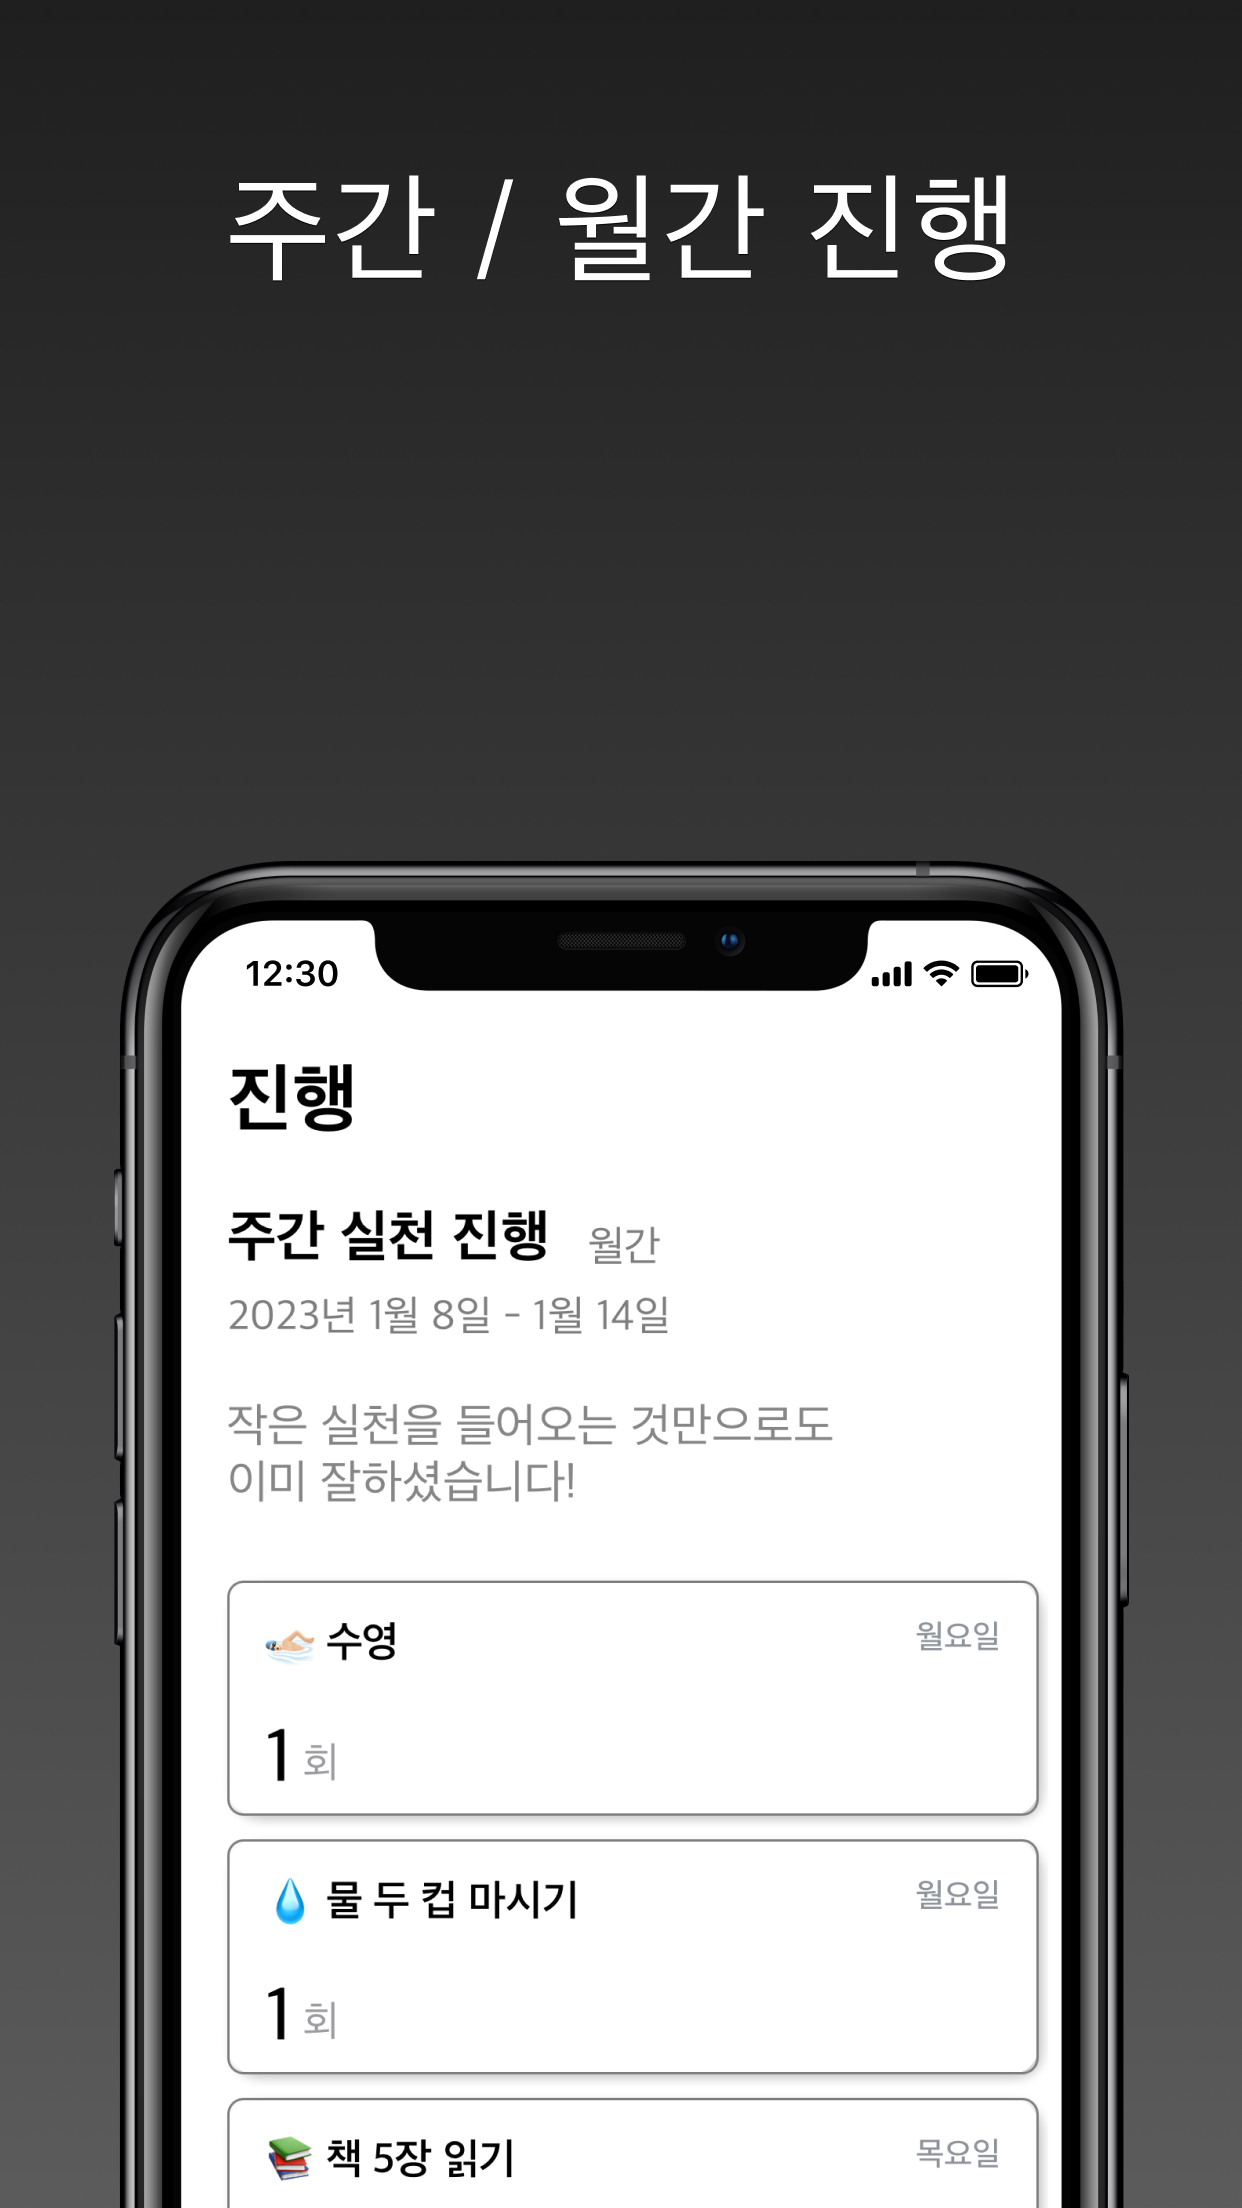 주간 / 월간 진행
12:30
진행
주간 실천 진행 월간
2023년 1월 8일 - 1월 14일
작은 실천을 들어오는 것만으로도
이미 잘하셨습니다!
수영 월요일
1 회
물 두 컵 마시기 월요일
1 회
책 5장 읽기 목요일